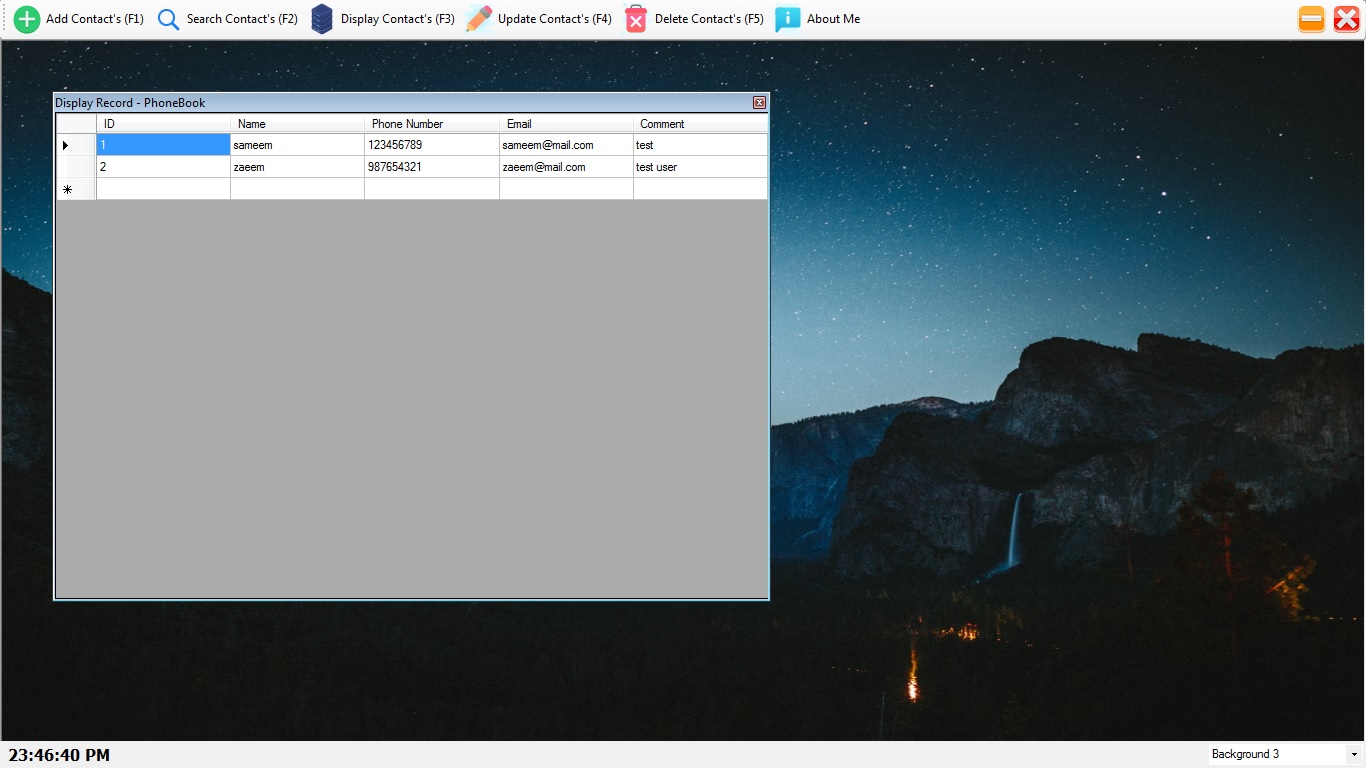 Add Contact's (F1) Search Contact's (F2) Display Contact's (F3) Update Contact's (F4) Delete Contact's (F5) About Me
Display Record - PhoneBook
ID Name Phone Number Email Comment
1 sameem 123456789 sameem@mail.com test
2 zaeem 987654321 zaeem@mail.com test user
23:46:40 PM Background 3